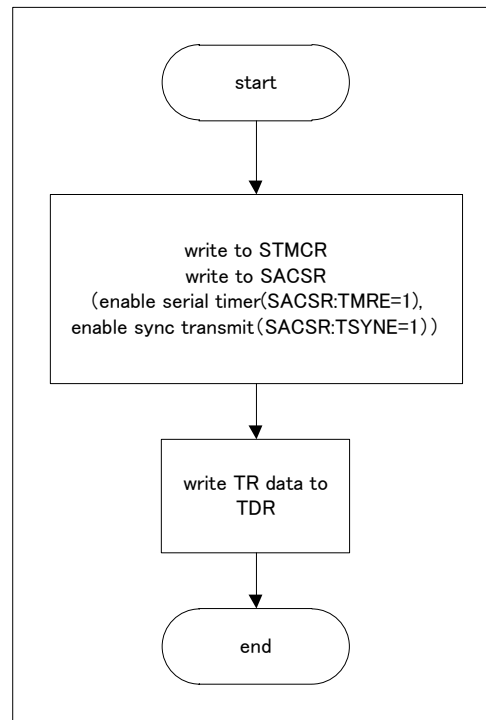 start
write to STMCR
write to SACSR
(enable serial timer(SACSR:TMRE=1),
enable sync transmit(SACSR:TSYNE=1))
write TR data to
TDR
end